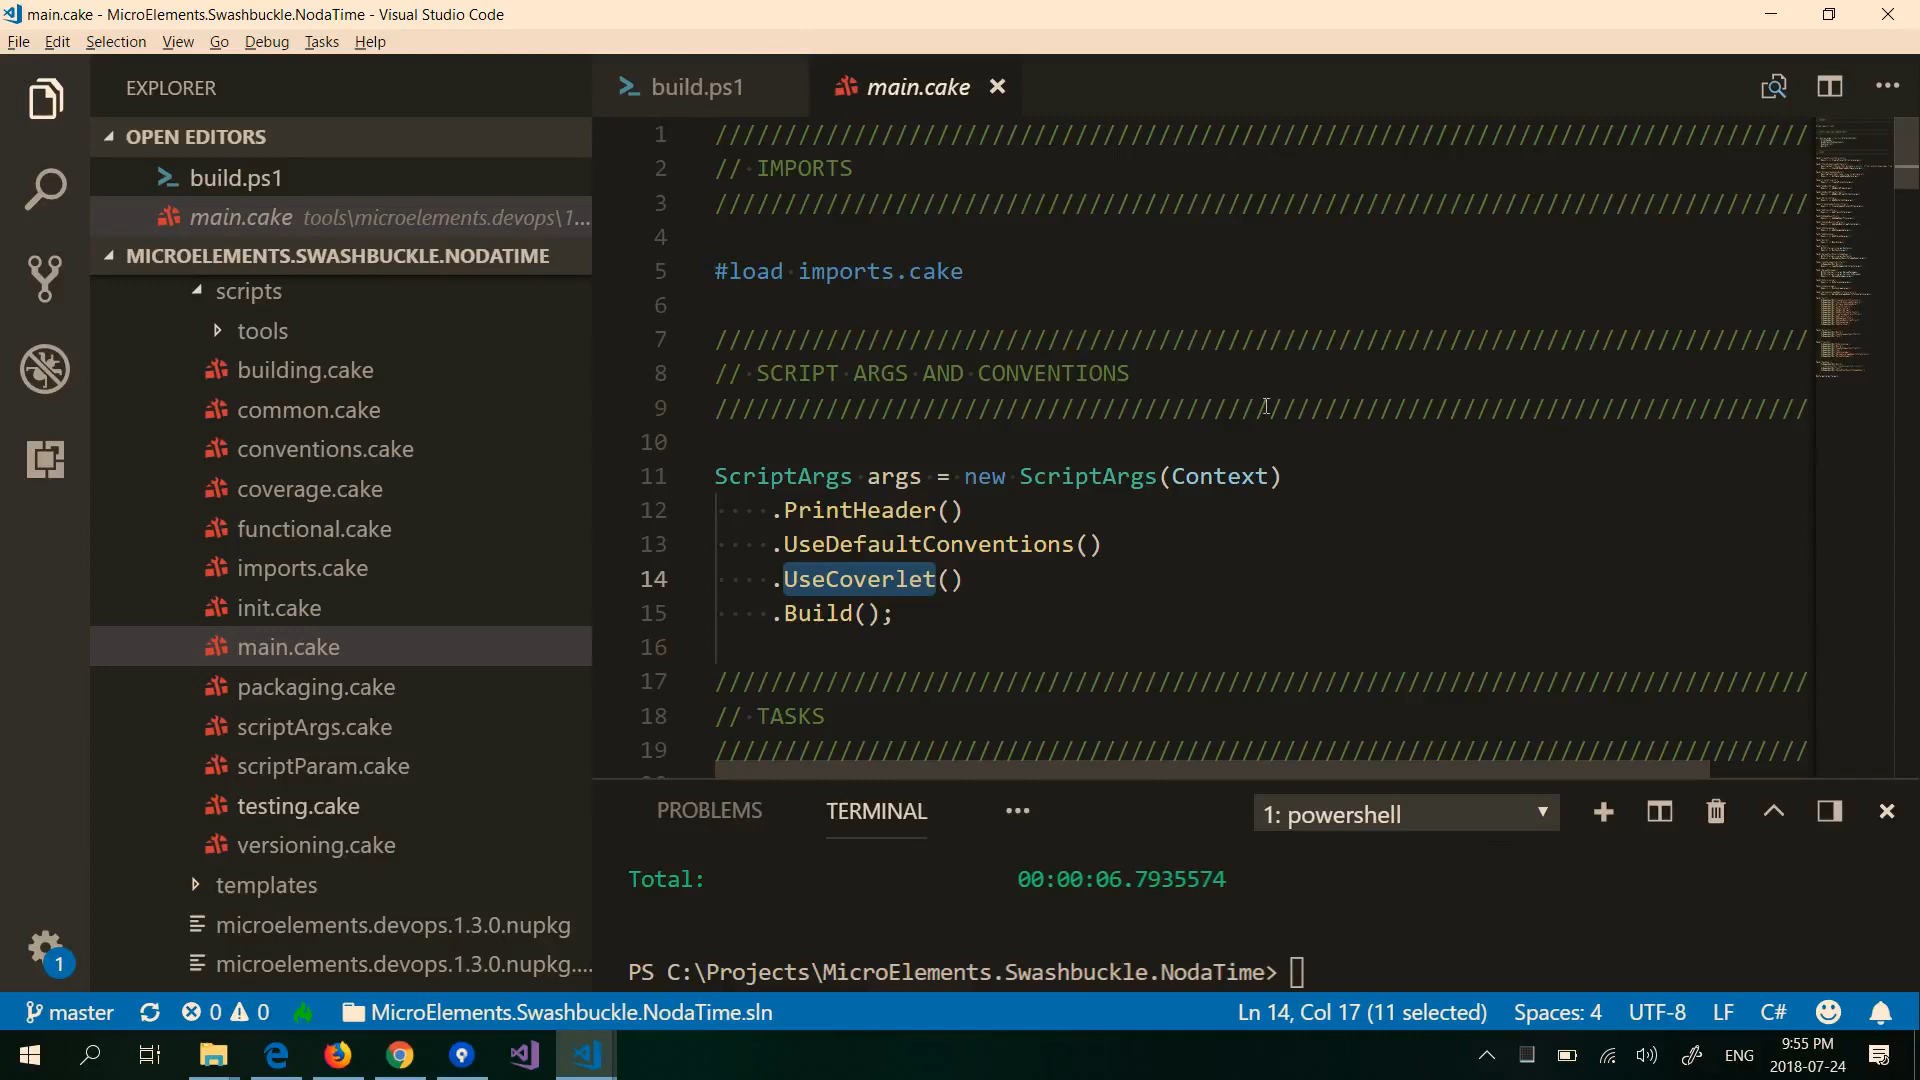 main.cake - MicroElements.Swashbuckle.NodaTime - Visual Studio Code
File Edit Selection View Go Debug Tasks Help
EXPLORER
OPEN EDITORS
build.ps1
main.cake tools\microelements.devops\1...
MICROELEMENTS.SWASHBUCKLE.NODATIME
scripts
tools
building.cake
common.cake
conventions.cake
coverage.cake
functional.cake
imports.cake
init.cake
main.cake
packaging.cake
scriptArgs.cake
scriptParam.cake
testing.cake
versioning.cake
templates
microelements.devops.1.3.0.nupkg
microelements.devops.1.3.0.nupkg....
1
build.ps1 main.cake
1 ///////////////////////////////////////////////////////////////////////////////
2 // IMPORTS
3 ///////////////////////////////////////////////////////////////////////////////
4
5 #load imports.cake
6
7 ///////////////////////////////////////////////////////////////////////////////
8 // SCRIPT ARGS AND CONVENTIONS
9 ///////////////////////////////////////////////////////////////////////////////
10
11 ScriptArgs args = new ScriptArgs(Context)
12 .PrintHeader()
13 .UseDefaultConventions()
14 .UseCoverlet()
15 .Build();
16
17 ///////////////////////////////////////////////////////////////////////////////
18 // TASKS
19 ///////////////////////////////////////////////////////////////////////////////
PROBLEMS TERMINAL ••• 1: powershell
Total: 00:00:06.7935574
PS C:\Projects\MicroElements.Swashbuckle.NodaTime>
master 0 0 MicroElements.Swashbuckle.NodaTime.sln Ln 14, Col 17 (11 selected) Spaces: 4 UTF-8 LF C#
ENG 9:55 PM
2018-07-24